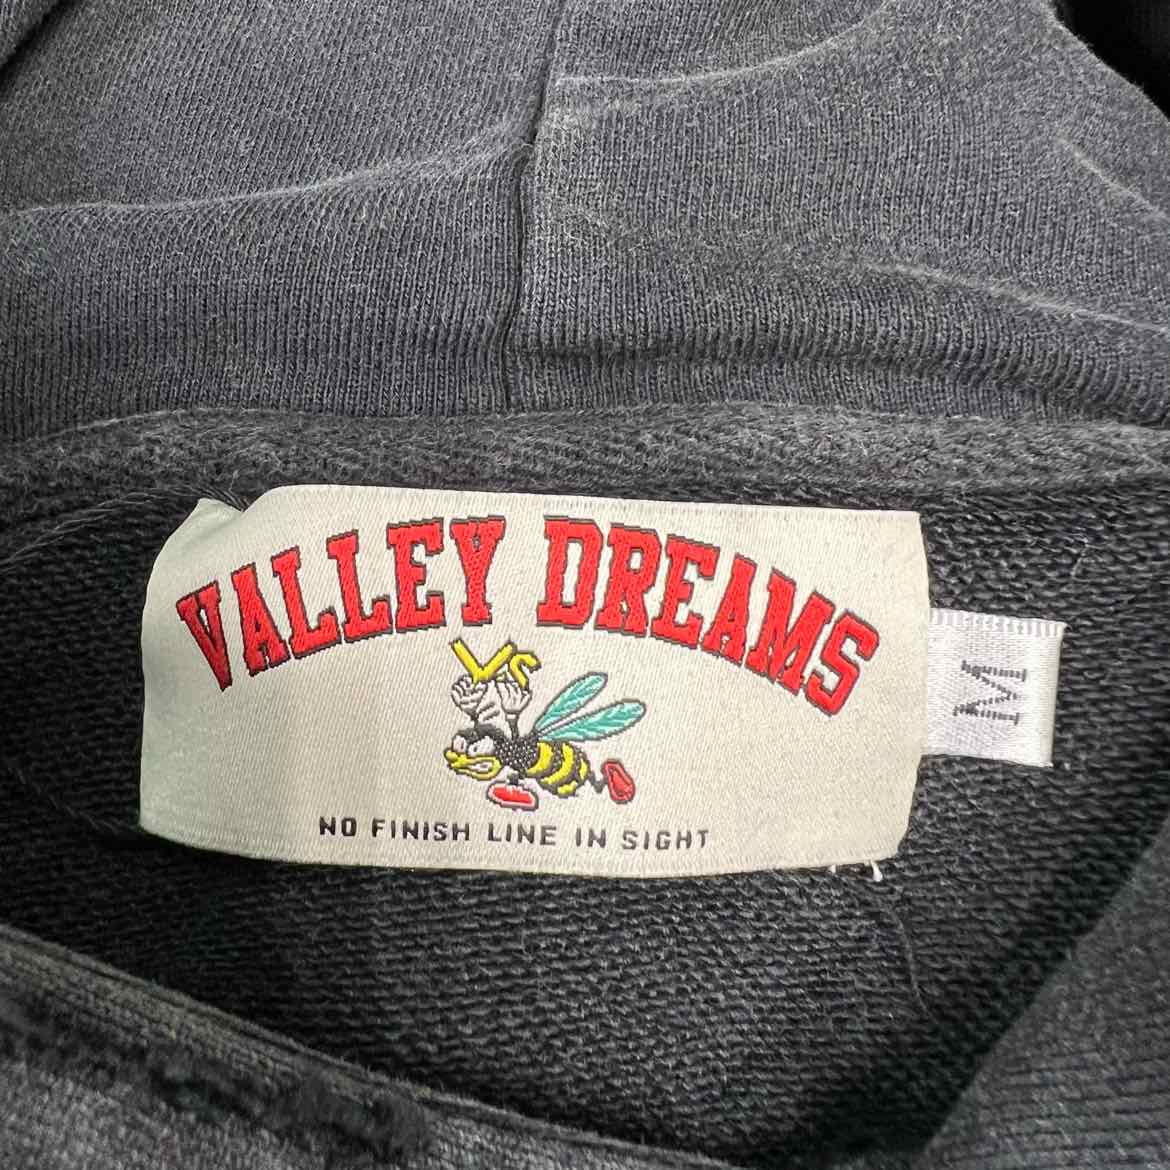 VALLEY DREAMS
VS
NO FINISH LINE IN SIGHT
M